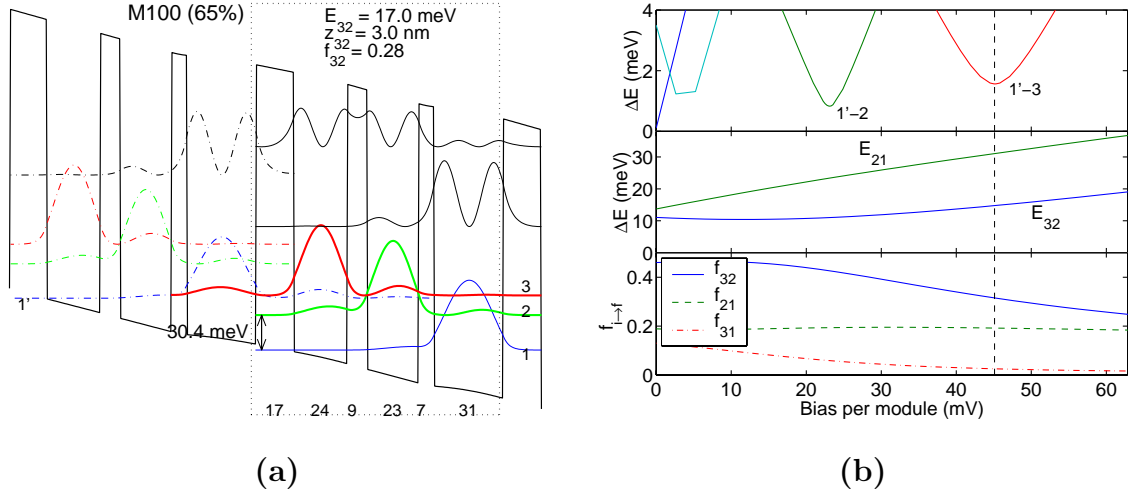 M100 (65%)
E32 = 17.0 meV
z32 = 3.0 nm
f32 = 0.28
1'
30.4 meV
3
2
1
17 24 9 23 7 31
(a)
4
2
0
ΔE (meV)
1'-2
1'-3
30
20
10
0
ΔE (meV)
E21
E32
0.4
0.2
0
fi→f
f32
f21
f31
0 10 20 30 40 50 60
Bias per module (mV)
(b)